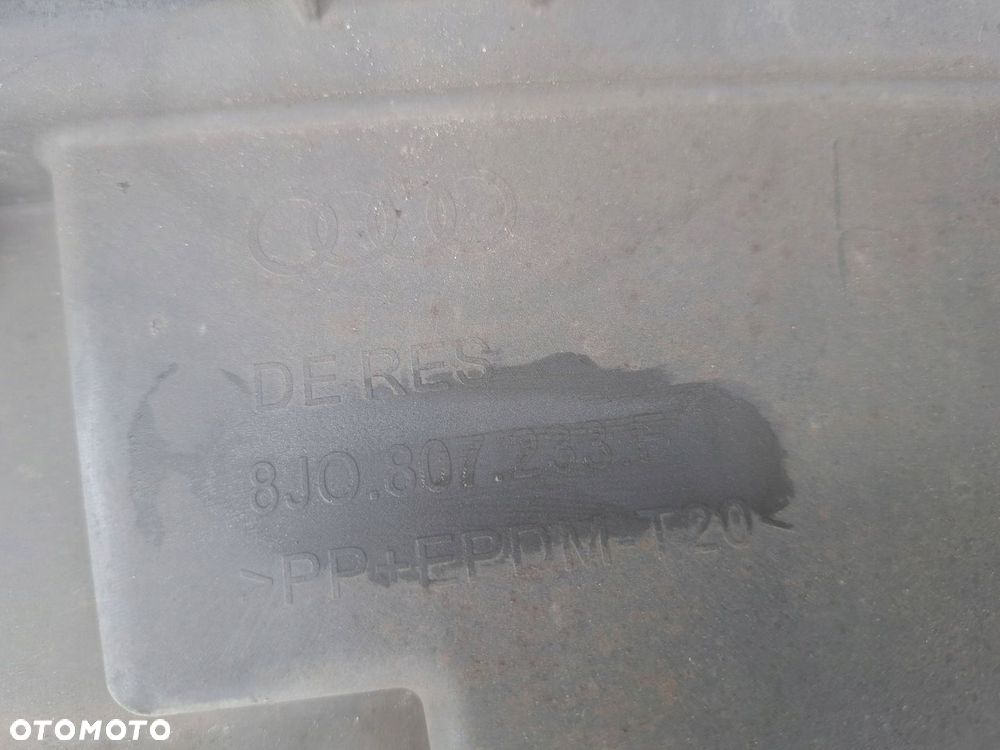 DE RES
8J0.807.233.F
>PP+EPDM-T20<
OTOMOTO